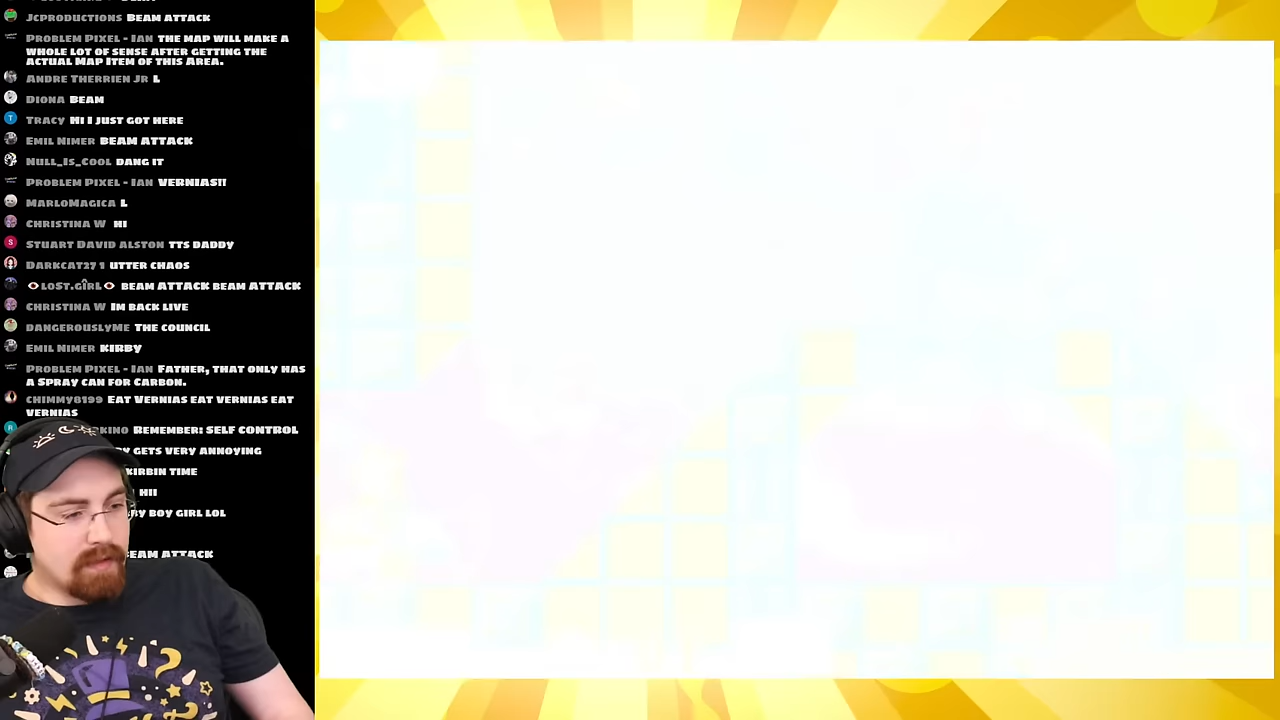 JCPRODUCTIONS BEAM ATTACK
PROBLEM PIXEL - IAN THE MAP WILL MAKE A
WHOLE LOT OF SENSE AFTER GETTING THE
ACTUAL MAP ITEM OF THIS AREA.
ANDRE THERRIEN JR L
DIONA BEAM
TRACY HI I JUST GOT HERE
EMIL NIMER BEAM ATTACK
NULL_IS_COOL DANG IT
PROBLEM PIXEL - IAN VERNIAS!!
MARLOMAGICA L
CHRISTINA W HI
STUART DAVID ALSTON TTS DADDY
DARKCAT27 1 UTTER CHAOS
👁LOST.GÎRL👁 BEAM ATTACK BEAM ATTACK
CHRISTINA W IM BACK LIVE
DANGEROUSLYME THE COUNCIL
EMIL NIMER KIRBY
PROBLEM PIXEL - IAN FATHER, THAT ONLY HAS
A SPRAY CAN FOR CARBON.
CHIMMY8199 EAT VERNIAS EAT VERNIAS EAT
VERNIAS
REMEMBER: SELF CONTROL
GETS VERY ANNOYING
KIRBIN TIME
HII
BOY GIRL LOL
BEAM ATTACK